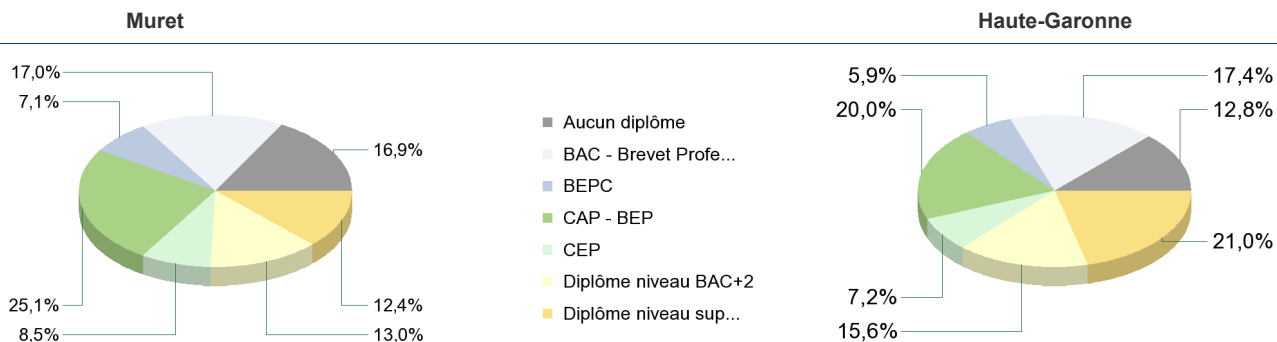 Muret
Haute-Garonne
17,0%
7,1%
16,9%
25,1%
8,5%
12,4%
13,0%
Aucun diplôme
BAC - Brevet Profe...
BEPC
CAP - BEP
CEP
Diplôme niveau BAC+2
Diplôme niveau sup...
5,9%
17,4%
20,0%
12,8%
21,0%
7,2%
15,6%